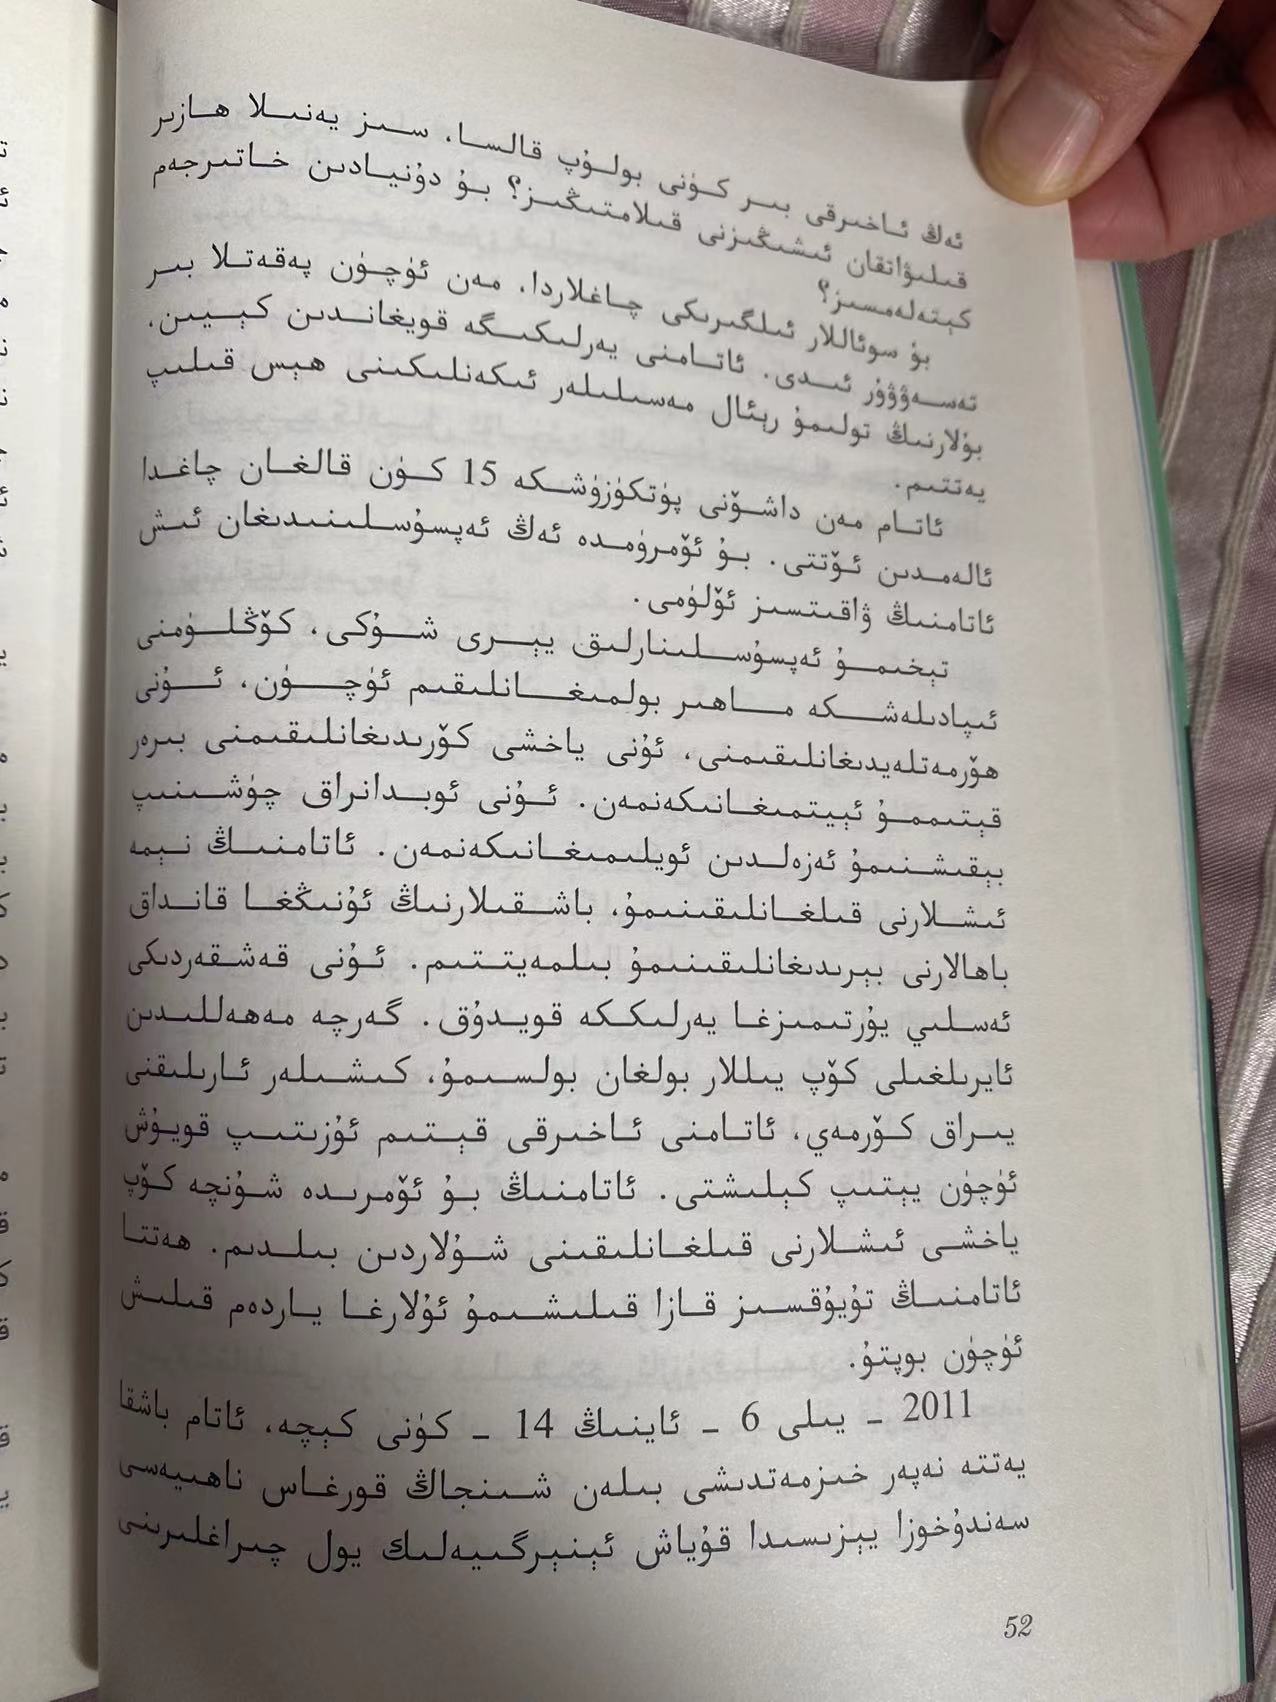 ئەڭ ئاخىرقى بىر كۈنى بولۇپ قالسا، سىز يەنىلا ھازىر
قىلىۋاتقان ئىشىڭىزنى قىلامتىڭىز؟ بۇ دۇنيادىن خاتىرجەم
كېتەلەمسىز؟
بۇ سوئاللار ئىلگىرىكى چاغلاردا، مەن ئۈچۈن پەقەتلا بىر
تەسەۋۋۇر ئىدى. ئاتامنى يەرلىكىگە قويغاندىن كېيىن،
بۇلارنىڭ تولىمۇ رېئال مەسىلىلەر ئىكەنلىكىنى ھېس قىلىپ
يەتتىم.
ئاتام مەن داشۆنى پۈتكۈزۈشكە 15 كۈن قالغان چاغدا
ئالەمدىن ئۆتتى. بۇ ئۆمرۈمدە ئەڭ ئەپسۇسلىنىدىغان ئىش
ئاتامنىڭ ۋاقىتسىز ئۆلۈمى.
تېخىمۇ ئەپسۇسلىنارلىق يېرى شۇكى، كۆڭلۈمنى
ئىپادىلەشكە ماھىر بولمىغانلىقىم ئۈچۈن، ئۇنى
ھۆرمەتلەيدىغانلىقىمنى، ئۇنى ياخشى كۆرىدىغانلىقىمنى بىرەر
قېتىممۇ ئېيتمىغانىكەنمەن. ئۇنى ئوبدانراق چۈشىنىپ
بېقىشنىمۇ ئەزەلدىن ئويلىمىغانىكەنمەن. ئاتامنىڭ نېمە
ئىشلارنى قىلغانلىقىنىمۇ، باشقىلارنىڭ ئۇنىڭغا قانداق
باھالارنى بېرىدىغانلىقىنىمۇ بىلمەيتتىم. ئۇنى قەشقەردىكى
ئەسلىي يۇرتىمىزغا يەرلىككە قويدۇق. گەرچە مەھەللىدىن
ئايرىلغىلى كۆپ يىللار بولغان بولسىمۇ، كىشىلەر ئارىلىقنى
يىراق كۆرمەي، ئاتامنى ئاخىرقى قېتىم ئۇزىتىپ قويۇش
ئۈچۈن يېتىپ كېلىشتى. ئاتامنىڭ بۇ ئۆمرىدە شۇنچە كۆپ
ياخشى ئىشلارنى قىلغانلىقىنى شۇلاردىن بىلدىم. ھەتتا
ئاتامنىڭ تۇيۇقسىز قازا قىلىشىمۇ ئۇلارغا ياردەم قىلىش
ئۈچۈن بوپتۇ.
2011 ـ يىلى 6 ـ ئاينىڭ 14 ـ كۈنى كېچە، ئاتام باشقا
يەتتە نەپەر خىزمەتدىشى بىلەن شىنجاڭ قورغاس ناھىيەسى
سەندۇخوزا يېزىسىدا قۇياش ئېنېرگىيەلىك يول چىراغلىرىنى
52